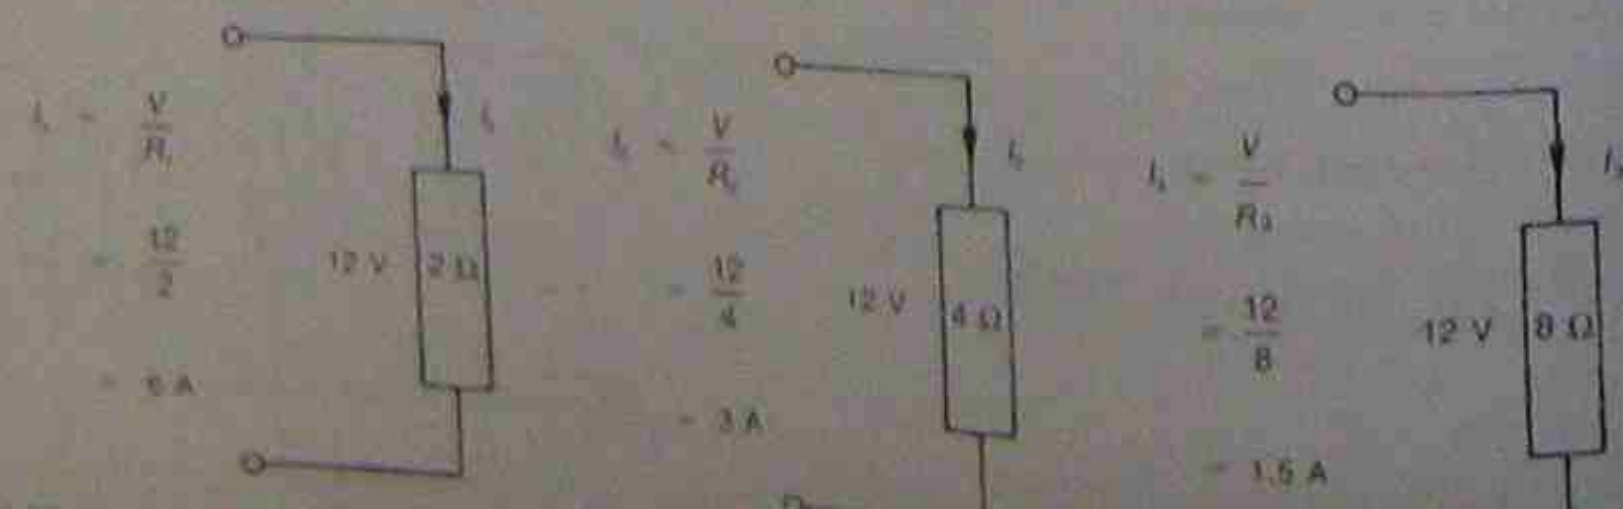 I₁ = V/R₁
= 12/2
= 6 A
12 V
2 Ω
I₁
I₂ = V/R₂
= 12/4
= 3 A
12 V
4 Ω
I₂
I₃ = V/R₃
= 12/8
= 1.5 A
12 V
8 Ω
I₃